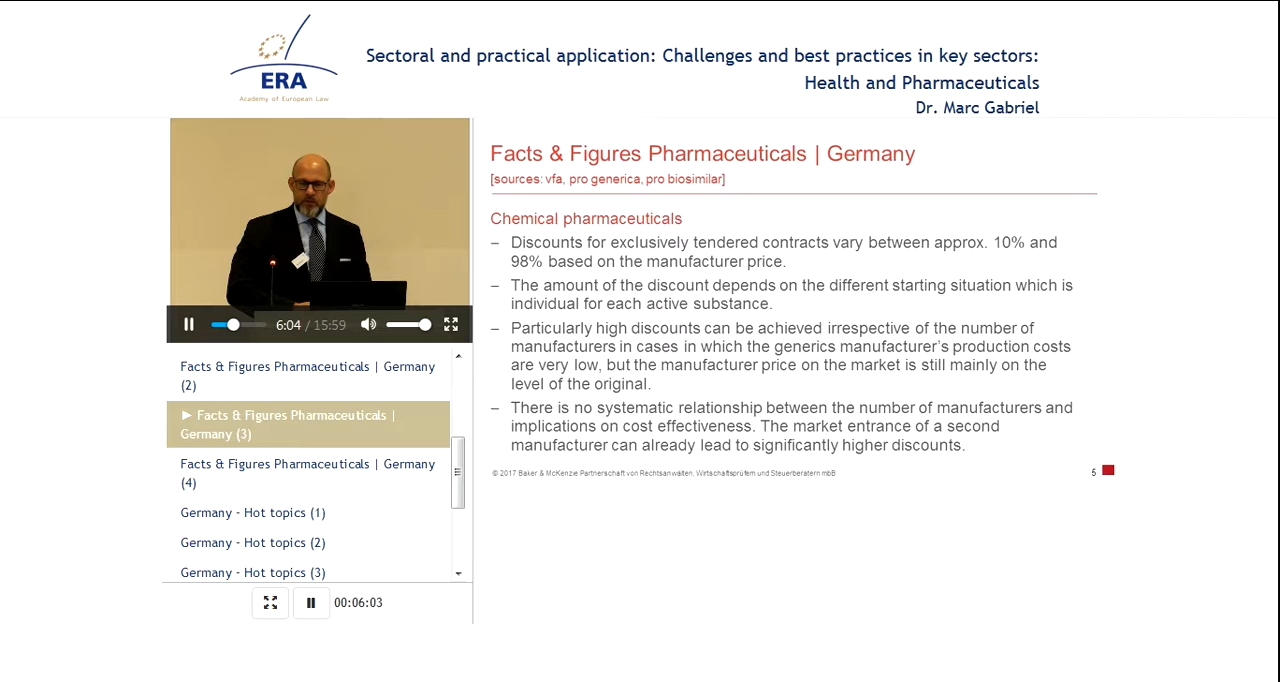 Sectoral and practical application: Challenges and best practices in key sectors:
Health and Pharmaceuticals
Dr. Marc Gabriel
ERA
Academy of European Law
6:04 / 15:59
Facts & Figures Pharmaceuticals | Germany
(2)
► Facts & Figures Pharmaceuticals |
Germany (3)
Facts & Figures Pharmaceuticals | Germany
(4)
Germany - Hot topics (1)
Germany - Hot topics (2)
Germany - Hot topics (3)
00:06:03
Facts & Figures Pharmaceuticals | Germany
[sources: vfa, pro generica, pro biosimilar]
Chemical pharmaceuticals
– Discounts for exclusively tendered contracts vary between approx. 10% and
98% based on the manufacturer price.
– The amount of the discount depends on the different starting situation which is
individual for each active substance.
– Particularly high discounts can be achieved irrespective of the number of
manufacturers in cases in which the generics manufacturer's production costs
are very low, but the manufacturer price on the market is still mainly on the
level of the original.
– There is no systematic relationship between the number of manufacturers and
implications on cost effectiveness. The market entrance of a second
manufacturer can already lead to significantly higher discounts.
© 2017 Baker & McKenzie Partnerschaft von Rechtsanwälten, Wirtschaftsprüfern und Steuerberatern mbB
5